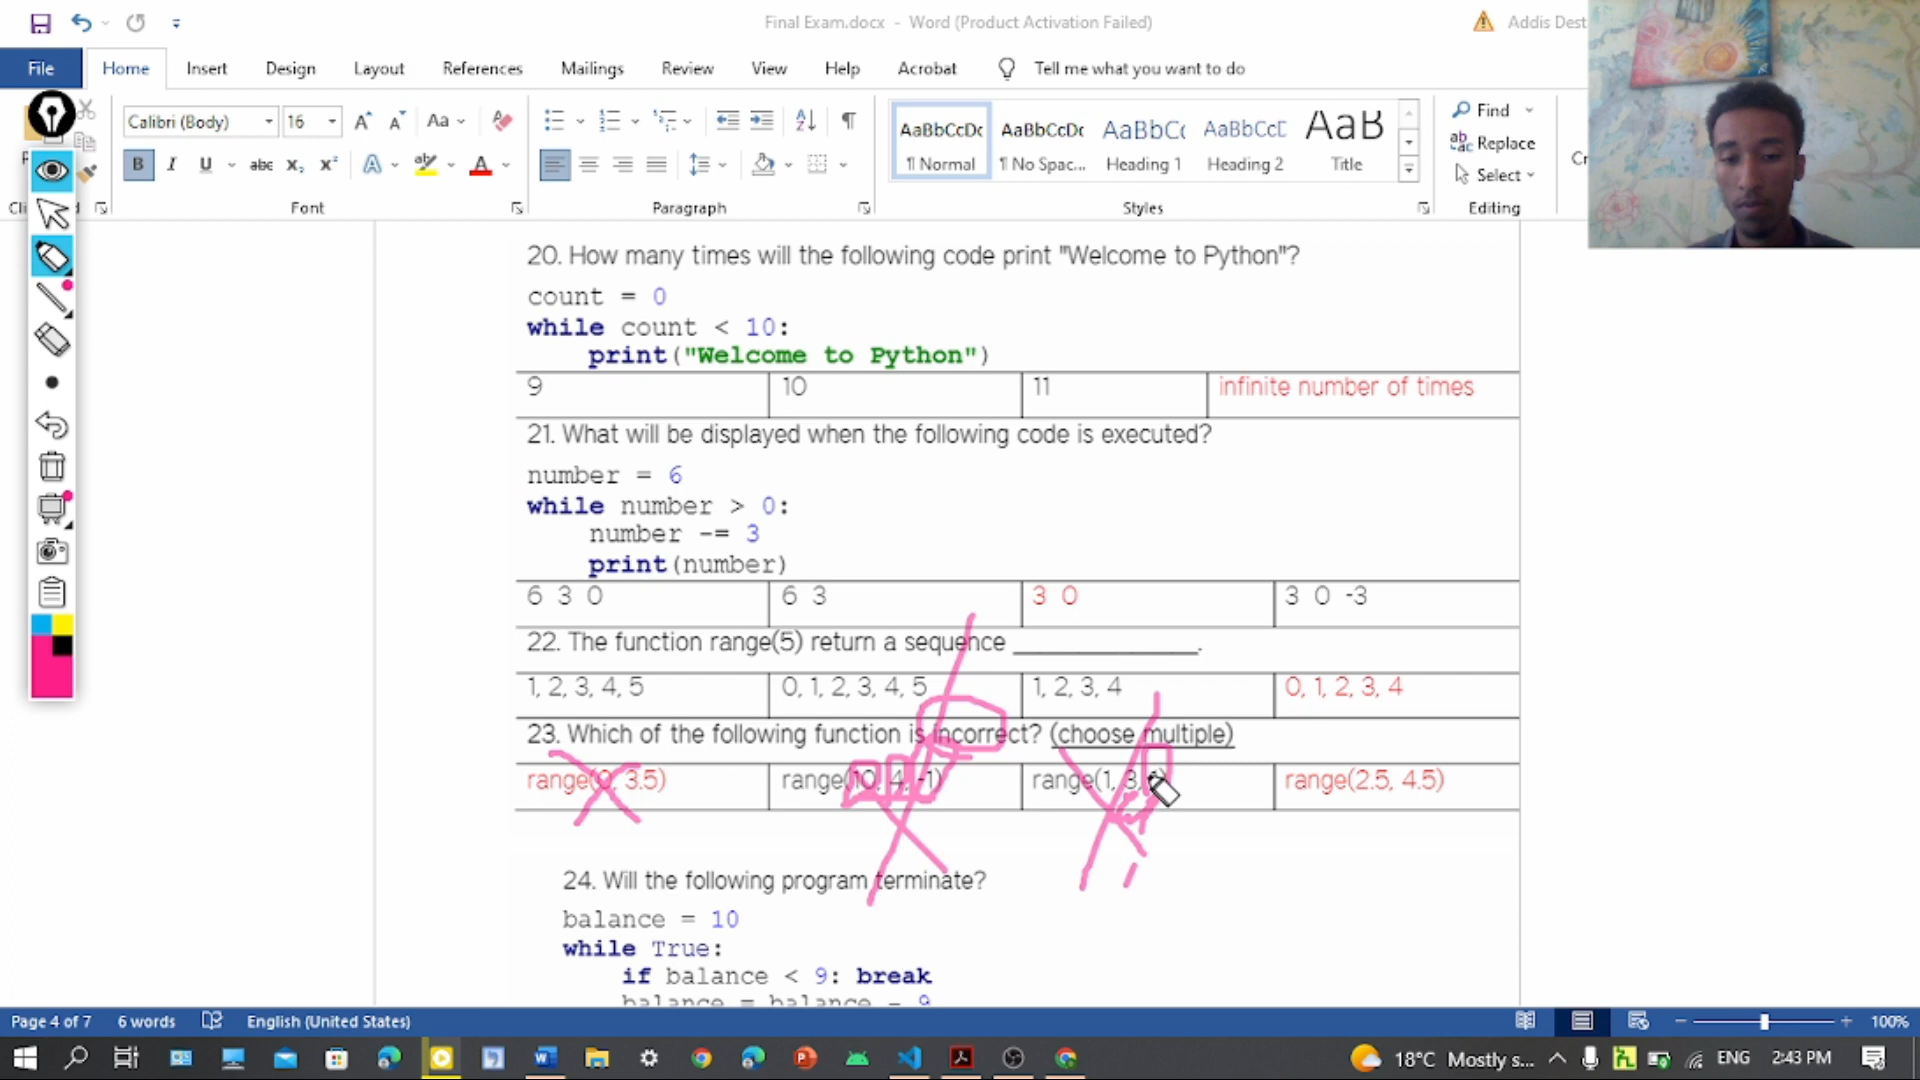 Final Exam.docx - Word (Product Activation Failed)
Addis Dest
File Home Insert Design Layout References Mailings Review View Help Acrobat Tell me what you want to do
Calibri (Body) 16 Aa
B I U abc X₂ X² A A
AaBbCcDc AaBbCcDc AaBbC( AaBbCcD AaB
¶ Normal ¶ No Spac... Heading 1 Heading 2 Title
Find
Replace
Select
Font Paragraph Styles Editing
20. How many times will the following code print "Welcome to Python"?
count = 0
while count < 10:
print("Welcome to Python")
9 10 11 infinite number of times
21. What will be displayed when the following code is executed?
number = 6
while number > 0:
number -= 3
print(number)
6 3 0 6 3 3 0 3 0 -3
22. The function range(5) return a sequence ______________.
1, 2, 3, 4, 5 0, 1, 2, 3, 4, 5 1, 2, 3, 4 0, 1, 2, 3, 4
23. Which of the following function is incorrect? (choose multiple)
range(0, 3.5) range(10, 4, -1) range(1, 3, range(2.5, 4.5)
24. Will the following program terminate?
balance = 10
while True:
if balance < 9: break
balance = balance - 9
Page 4 of 7 6 words English (United States) 100%
18°C Mostly s... ENG 2:43 PM